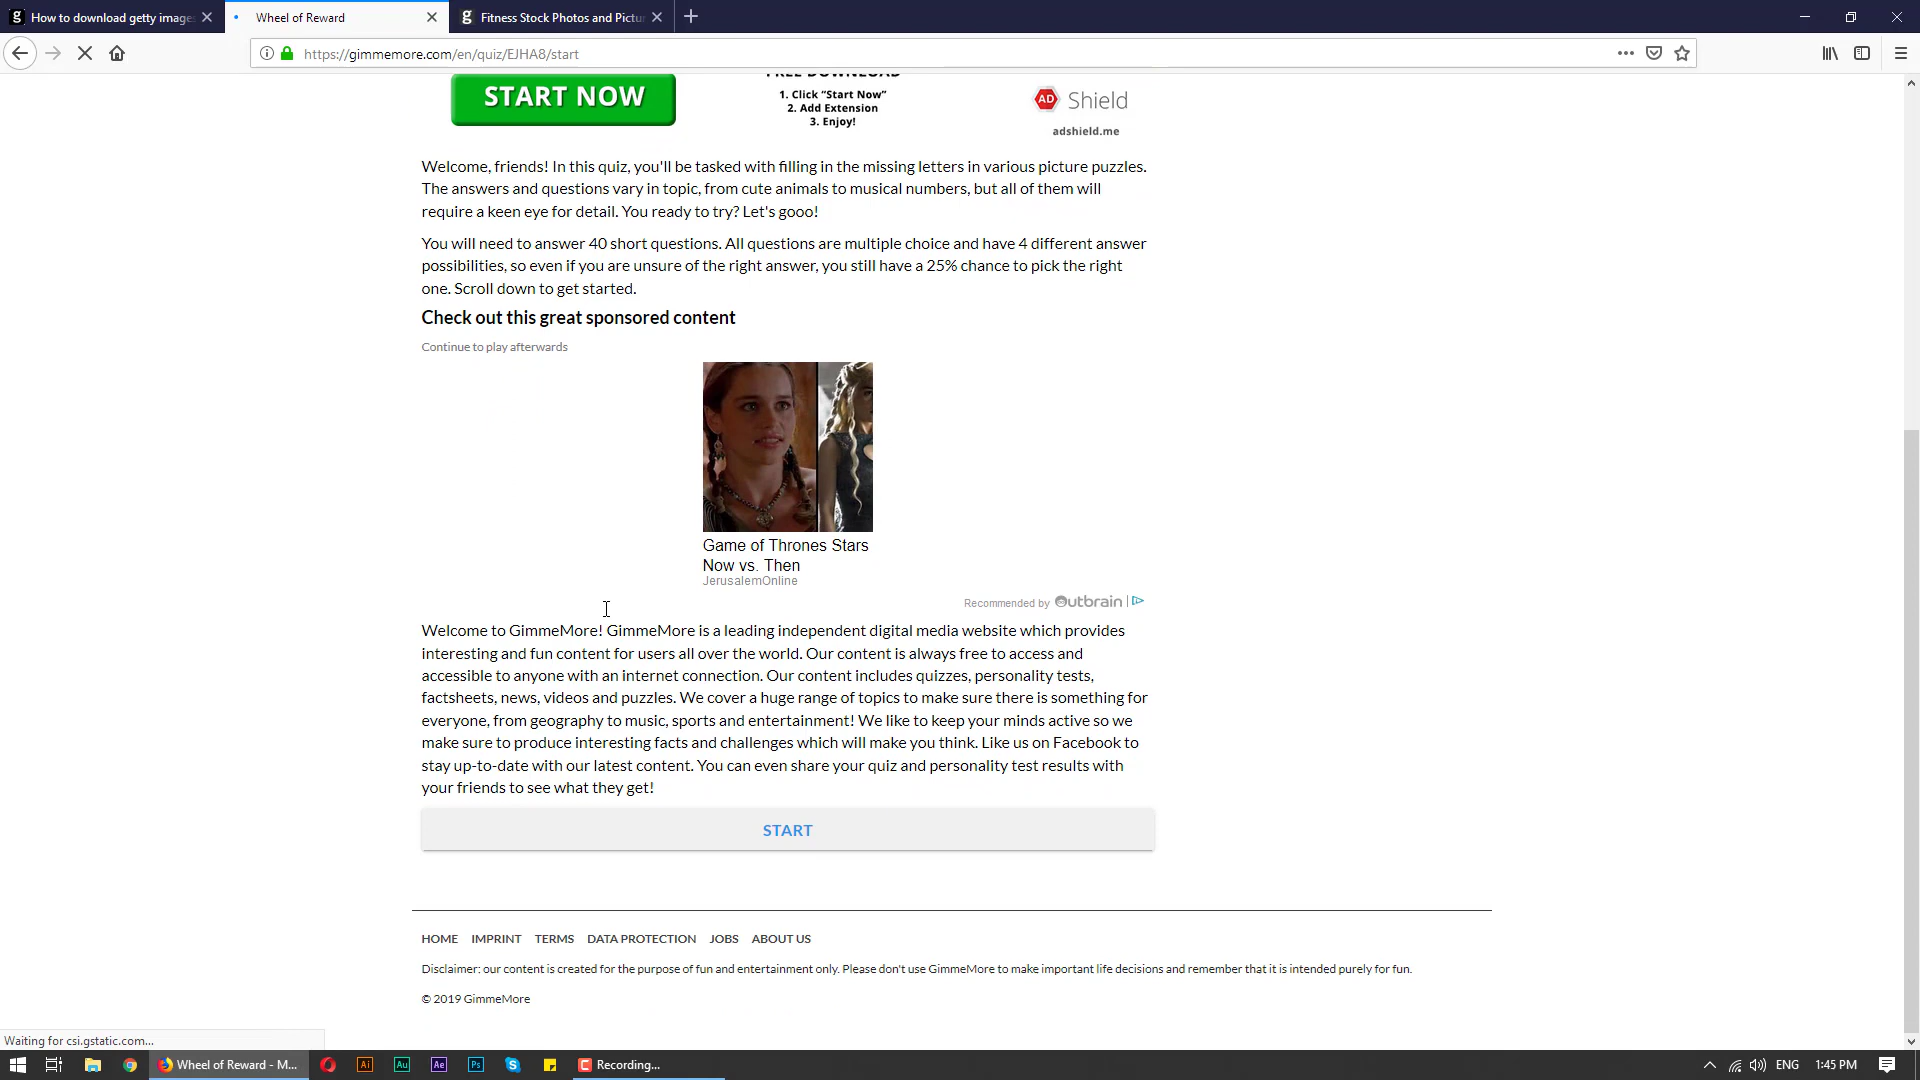 How to download getty image
Wheel of Reward
Fitness Stock Photos and Pictu
https://gimmemore.com/en/quiz/EJHA8/start
START NOW
FREE DOWNLOAD
1. Click “Start Now”
2. Add Extension
3. Enjoy!
AD Shield
adshield.me
Welcome, friends! In this quiz, you'll be tasked with filling in the missing letters in various picture puzzles.
The answers and questions vary in topic, from cute animals to musical numbers, but all of them will
require a keen eye for detail. You ready to try? Let's gooo!
You will need to answer 40 short questions. All questions are multiple choice and have 4 different answer
possibilities, so even if you are unsure of the right answer, you still have a 25% chance to pick the right
one. Scroll down to get started.
Check out this great sponsored content
Continue to play afterwards
Game of Thrones Stars
Now vs. Then
JerusalemOnline
Recommended by Outbrain
Welcome to GimmeMore! GimmeMore is a leading independent digital media website which provides
interesting and fun content for users all over the world. Our content is always free to access and
accessible to anyone with an internet connection. Our content includes quizzes, personality tests,
factsheets, news, videos and puzzles. We cover a huge range of topics to make sure there is something for
everyone, from geography to music, sports and entertainment! We like to keep your minds active so we
make sure to produce interesting facts and challenges which will make you think. Like us on Facebook to
stay up-to-date with our latest content. You can even share your quiz and personality test results with
your friends to see what they get!
START
HOME IMPRINT TERMS DATA PROTECTION JOBS ABOUT US
Disclaimer: our content is created for the purpose of fun and entertainment only. Please don't use GimmeMore to make important life decisions and remember that it is intended purely for fun.
© 2019 GimmeMore
Waiting for csi.gstatic.com...
Wheel of Reward - M...
Ai
Au
Ae
Ps
Recording...
ENG
1:45 PM